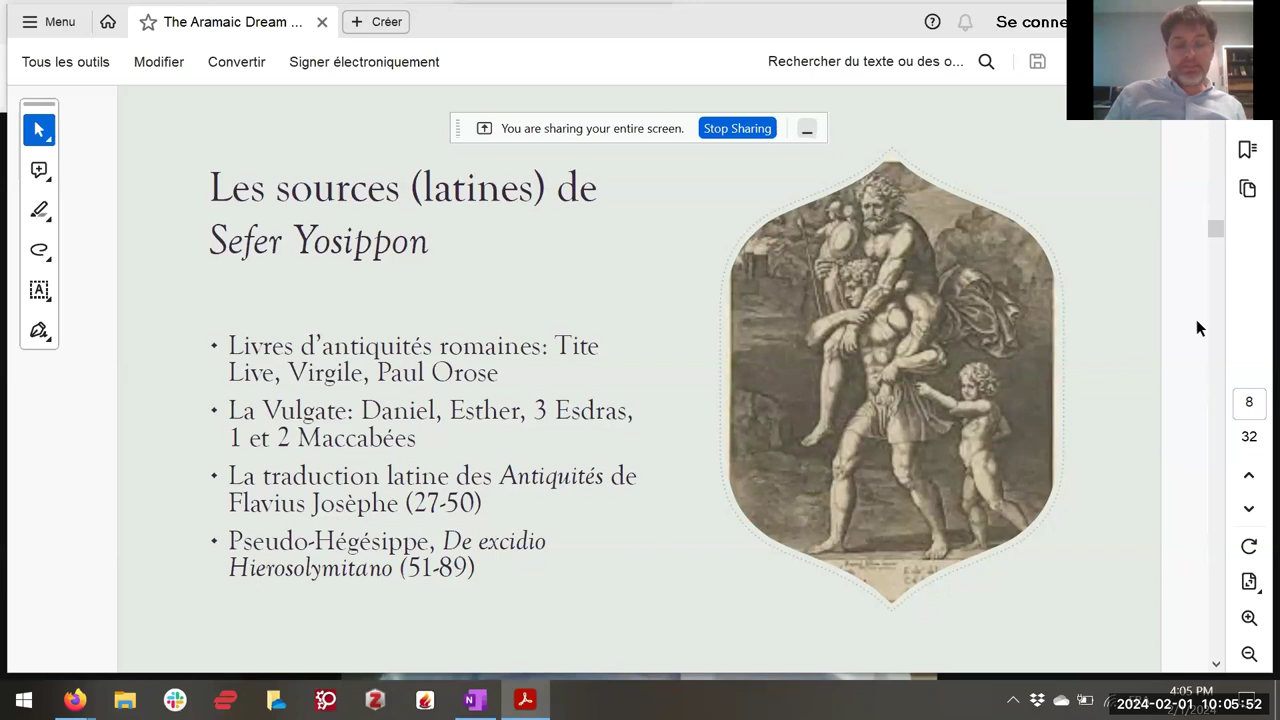 Menu
The Aramaic Dream ...
Créer
Se conne
Tous les outils
Modifier
Convertir
Signer électroniquement
Rechercher du texte ou des o...
You are sharing your entire screen.
Stop Sharing
Les sources (latines) de
Sefer Yosippon
• Livres d’antiquités romaines: Tite
Live, Virgile, Paul Orose
• La Vulgate: Daniel, Esther, 3 Esdras,
1 et 2 Maccabées
• La traduction latine des Antiquités de
Flavius Josèphe (27-50)
• Pseudo-Hégésippe, De excidio
Hierosolymitano (51-89)
8
32
4:05 PM
2024-02-01 10:05:52